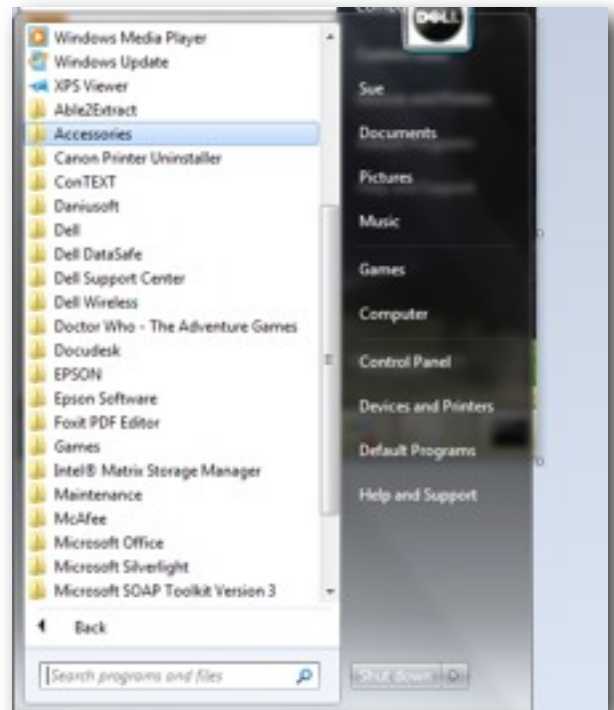 Windows Media Player
Windows Update
XPS Viewer
Able2Extract
Accessories
Canon Printer Uninstaller
ConTEXT
Daniusoft
Dell
Dell DataSafe
Dell Support Center
Dell Wireless
Doctor Who - The Adventure Games
Docudesk
EPSON
Epson Software
Foxit PDF Editor
Games
Intel® Matrix Storage Manager
Maintenance
McAfee
Microsoft Office
Microsoft Silverlight
Microsoft SOAP Toolkit Version 3
Back
Search programs and files
DELL
Sue
Documents
Pictures
Music
Games
Computer
Control Panel
Devices and Printers
Default Programs
Help and Support
Shut down